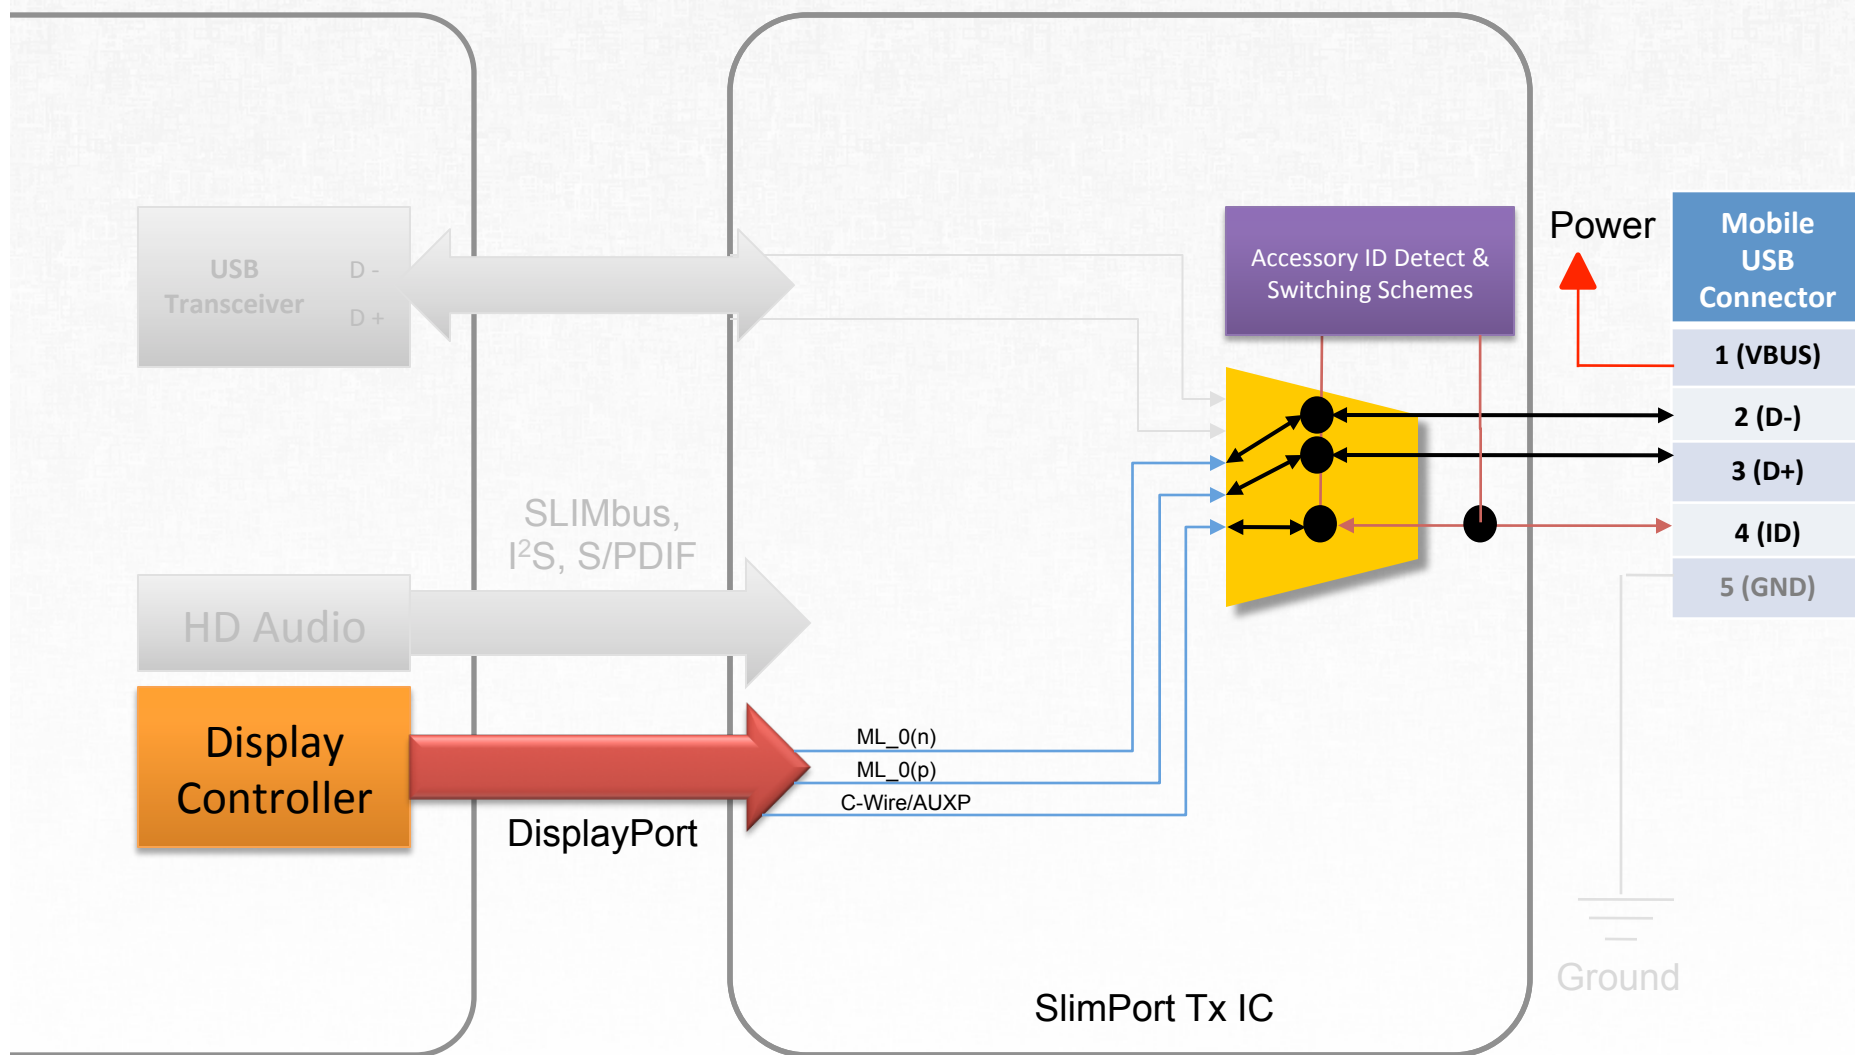 USB
Transceiver
D -
D +
SLIMbus,
I²S, S/PDIF
HD Audio
Display
Controller
DisplayPort
ML_0(n)
ML_0(p)
C-Wire/AUXP
Accessory ID Detect &
Switching Schemes
SlimPort Tx IC
Power
Mobile
USB
Connector
1 (VBUS)
2 (D-)
3 (D+)
4 (ID)
5 (GND)
Ground